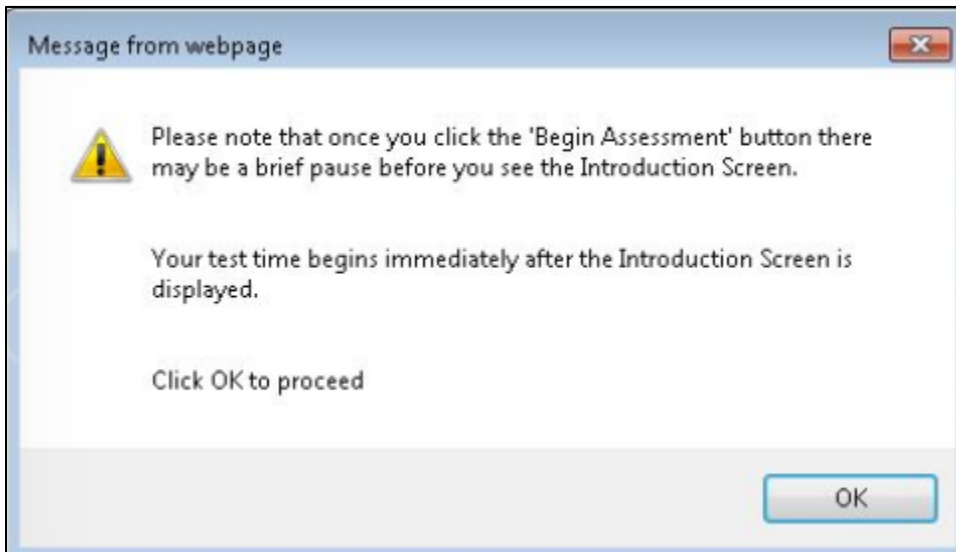 Message from webpage
Please note that once you click the 'Begin Assessment' button there
may be a brief pause before you see the Introduction Screen.
Your test time begins immediately after the Introduction Screen is
displayed.
Click OK to proceed
OK